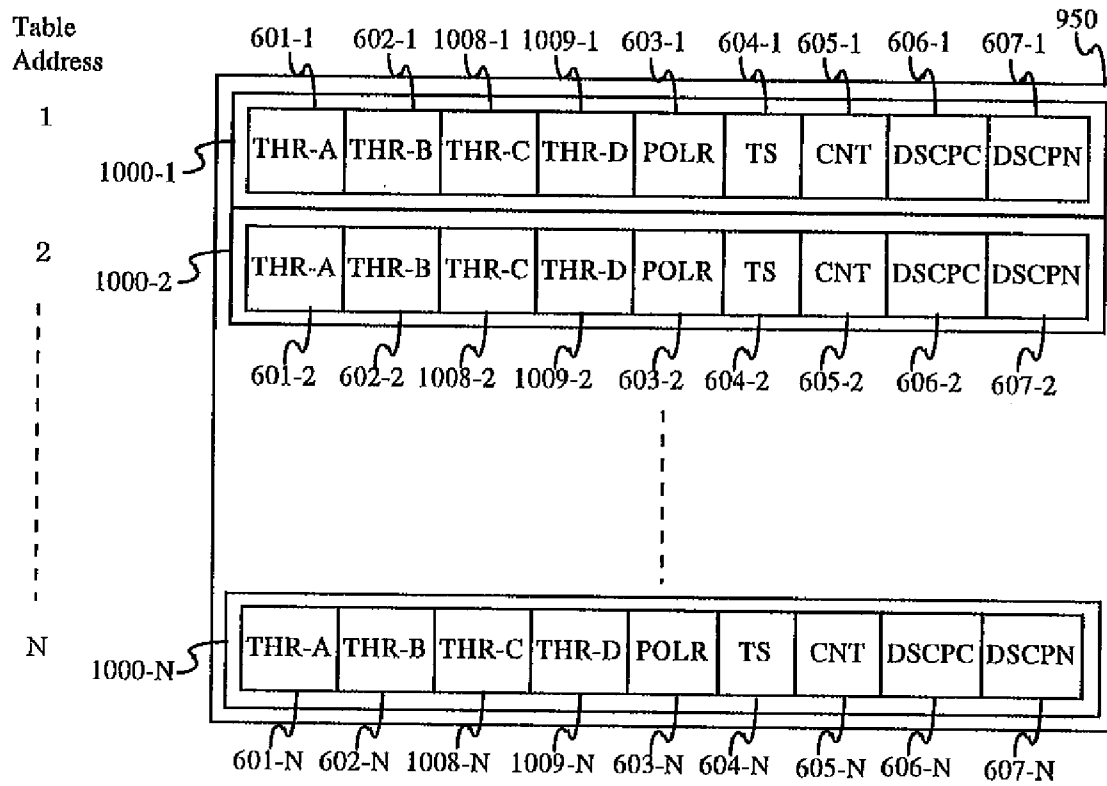 Table
Address
601-1 602-1 1008-1 1009-1 603-1 604-1 605-1 606-1 607-1 950
1
1000-1
THR-A THR-B THR-C THR-D POLR TS CNT DSCPC DSCPN
2
1000-2
THR-A THR-B THR-C THR-D POLR TS CNT DSCPC DSCPN
601-2 602-2 1008-2 1009-2 603-2 604-2 605-2 606-2 607-2
N
1000-N
THR-A THR-B THR-C THR-D POLR TS CNT DSCPC DSCPN
601-N 602-N 1008-N 1009-N 603-N 604-N 605-N 606-N 607-N